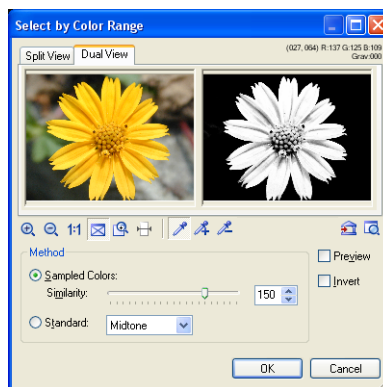 Select by Color Range
Split View Dual View
(027, 064) R:137 G:125 B:109
Gray:000
1:1
Method
Sampled Colors:
Similarity: 150
Standard: Midtone
Preview
Invert
OK Cancel